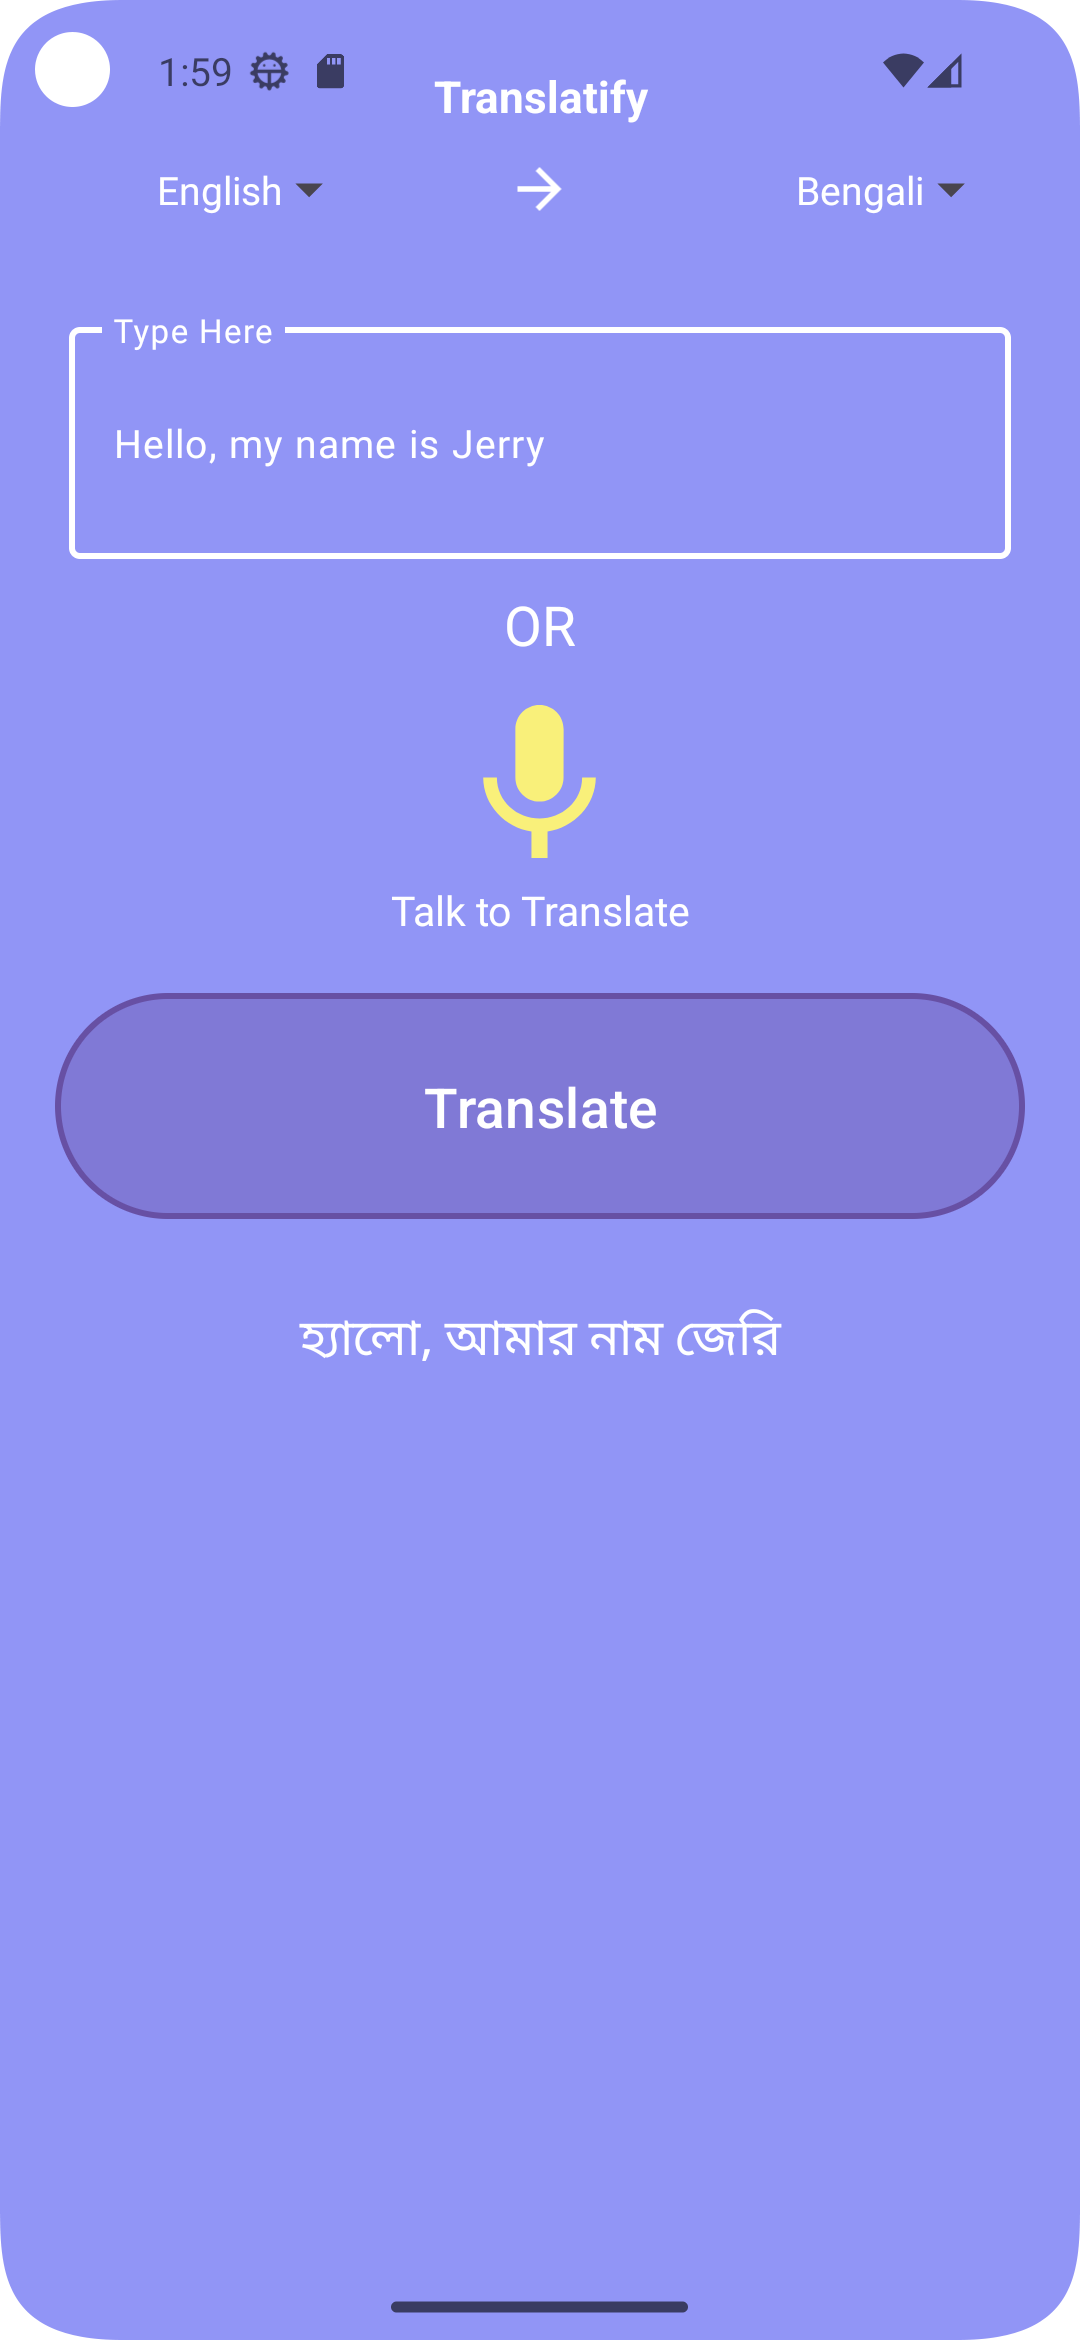 1:59
Translatify
English
Bengali
Type Here
Hello, my name is Jerry
OR
Talk to Translate
Translate
হ্যালো, আমার নাম জেরি